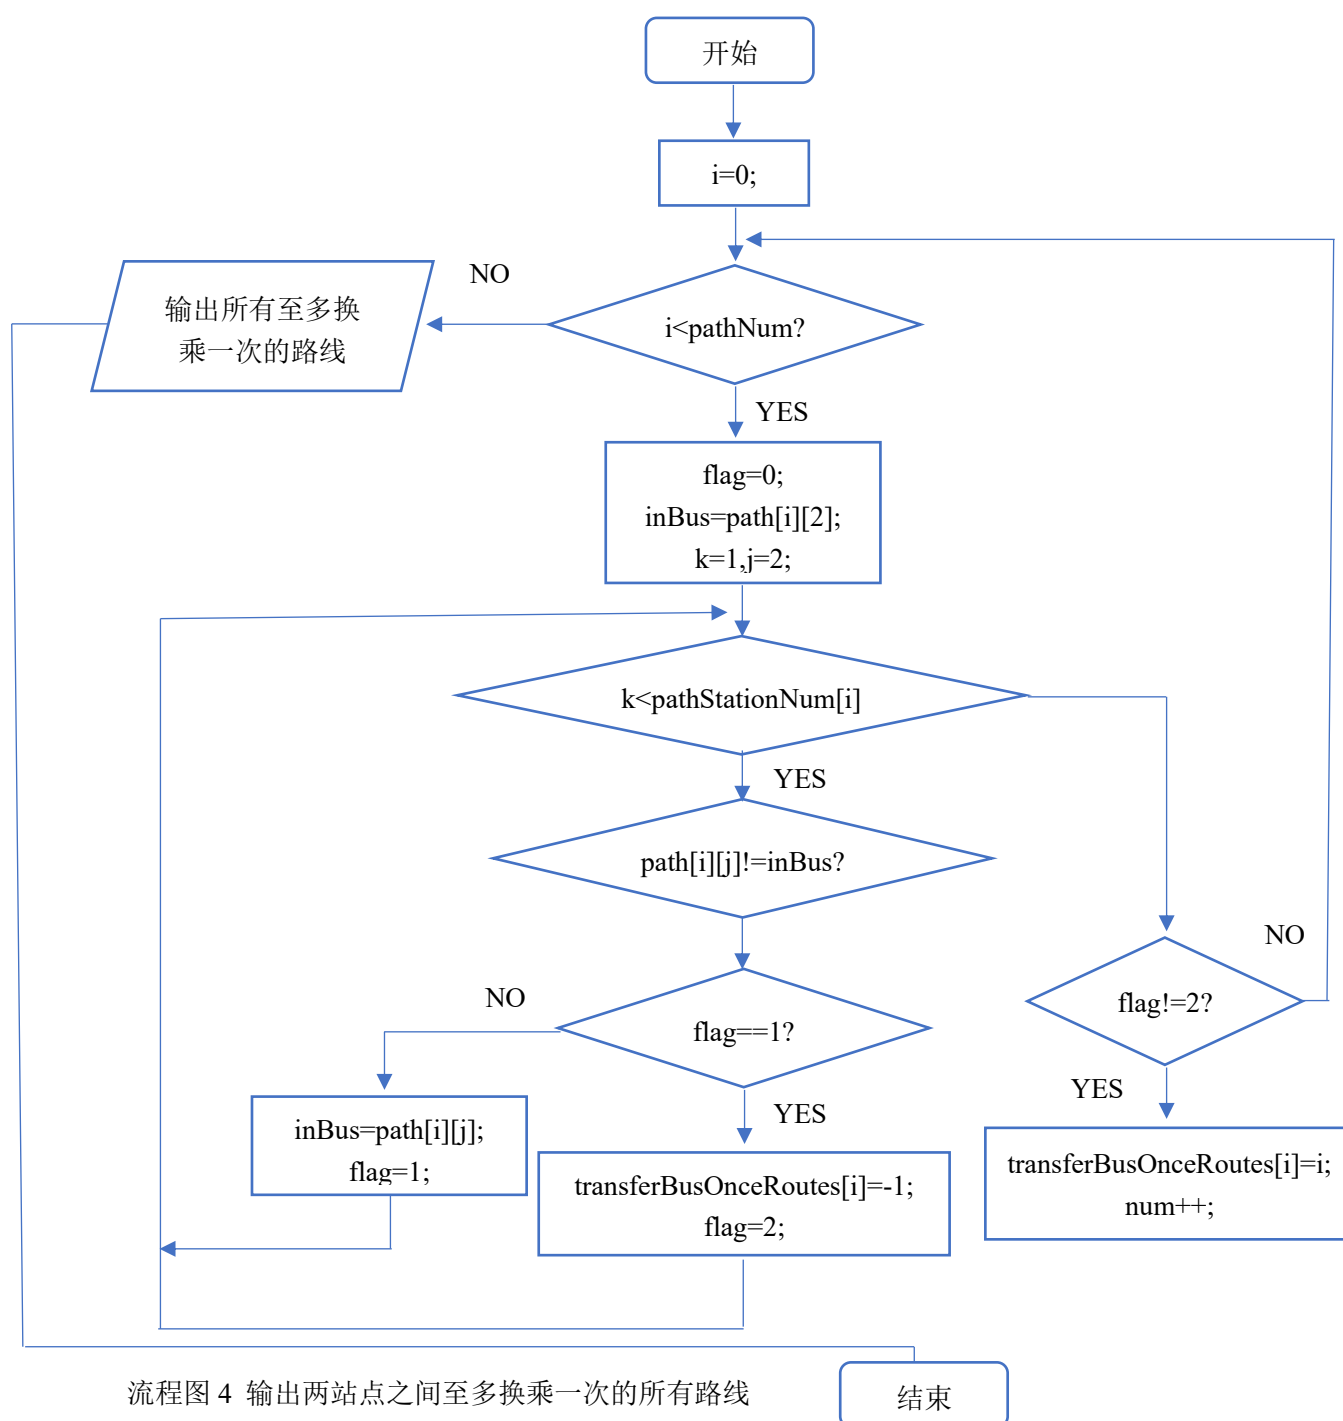 开始
i=0;
NO
输出所有至多换
乘一次的路线
i<pathNum?
YES
flag=0;
inBus=path[i][2];
k=1,j=2;
k<pathStationNum[i]
YES
path[i][j]!=inBus?
NO
flag==1?
NO
flag!=2?
YES
YES
inBus=path[i][j];
flag=1;
transferBusOnceRoutes[i]=-1;
flag=2;
transferBusOnceRoutes[i]=i;
num++;
流程图 4 输出两站点之间至多换乘一次的所有路线
结束